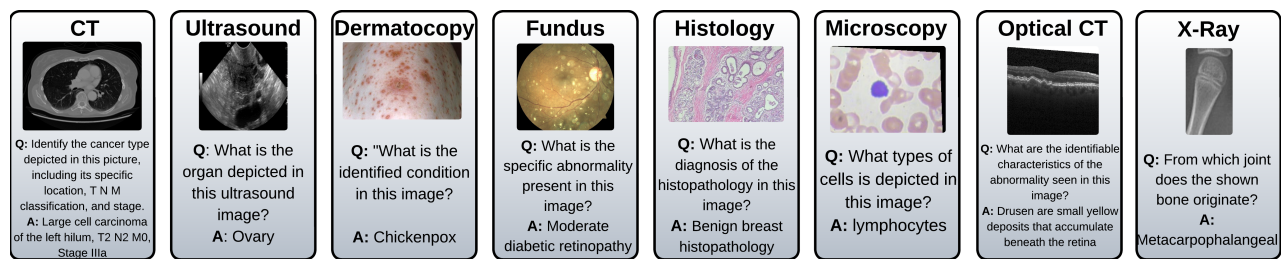 CT
Q: Identify the cancer type
depicted in this picture,
including its specific
location, T N M
classification, and stage.
A: Large cell carcinoma
of the left hilum, T2 N2 M0,
Stage IIIa
Ultrasound
Q: What is the
organ depicted in
this ultrasound
image?
A: Ovary
Dermatocopy
Q: "What is the
identified condition
in this image?
A: Chickenpox
Fundus
Q: What is the
specific abnormality
present in this
image?
A: Moderate
diabetic retinopathy
Histology
Q: What is the
diagnosis of the
histopathology in this
image?
A: Benign breast
histopathology
Microscopy
Q: What types of
cells is depicted in
this image?
A: lymphocytes
Optical CT
Q: What are the identifiable
characteristics of the
abnormality seen in this
image?
A: Drusen are small yellow
deposits that accumulate
beneath the retina
X-Ray
Q: From which joint
does the shown
bone originate?
A:
Metacarpophalangeal